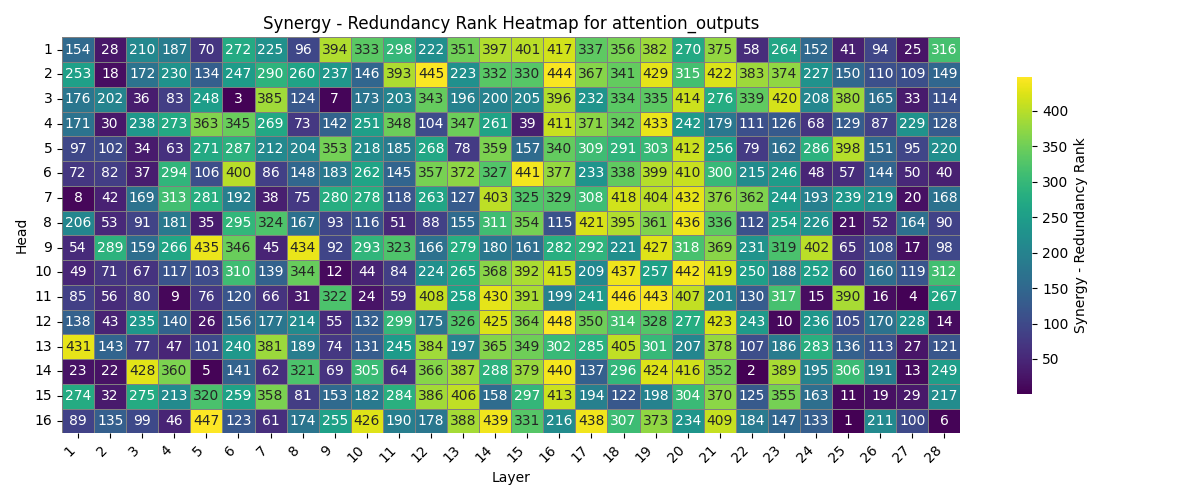 Synergy - Redundancy Rank Heatmap for attention_outputs
1 154 28 210 187 70 272 225 96 394 333 298 222 351 397 401 417 337 356 382 270 375 58 264 152 41 94 25 316
2 253 18 172 230 134 247 290 260 237 146 393 445 223 332 330 444 367 341 429 315 422 383 374 227 150 110 109 149
3 176 202 36 83 248 3 385 124 7 173 203 343 196 200 205 396 232 334 335 414 276 339 420 208 380 165 33 114
4 171 30 238 273 363 345 269 73 142 251 348 104 347 261 39 411 371 342 433 242 179 111 126 68 129 87 229 128
5 97 102 34 63 271 287 212 204 353 218 185 268 78 359 157 340 309 291 303 412 256 79 162 286 398 151 95 220
6 72 82 37 294 106 400 86 148 183 262 145 357 372 327 441 377 233 338 399 410 300 215 246 48 57 144 50 40
7 8 42 169 313 281 192 38 75 280 278 118 263 127 403 325 329 308 418 404 432 376 362 244 193 239 219 20 168
8 206 53 91 181 35 295 324 167 93 116 51 88 155 311 354 115 421 395 361 436 336 112 254 226 21 52 164 90
9 54 289 159 266 435 346 45 434 92 293 323 166 279 180 161 282 292 221 427 318 369 231 319 402 65 108 17 98
10 49 71 67 117 103 310 139 344 12 44 84 224 265 368 392 415 209 437 257 442 419 250 188 252 60 160 119 312
11 85 56 80 9 76 120 66 31 322 24 59 408 258 430 391 199 241 446 443 407 201 130 317 15 390 16 4 267
12 138 43 235 140 26 156 177 214 55 132 299 175 326 425 364 448 350 314 328 277 423 243 10 236 105 170 228 14
13 431 143 77 47 101 240 381 189 74 131 240 384 197 365 349 302 285 405 301 207 378 107 186 283 136 113 27 121
14 23 22 428 360 5 141 62 321 69 305 64 366 387 288 379 440 137 296 424 416 352 2 389 195 306 191 13 249
15 274 32 275 213 320 259 358 81 153 182 284 386 406 158 297 413 194 122 198 304 370 125 355 163 11 19 29 217
16 89 135 99 46 447 123 61 174 255 426 190 178 388 439 331 216 438 307 373 234 409 184 147 133 1 211 100 6
1 2 3 4 5 6 7 8 9 10 11 12 13 14 15 16 17 18 19 20 21 22 23 24 25 26 27 28
Layer
Head
400
350
300
250
200
150
100
50
Synergy - Redundancy Rank